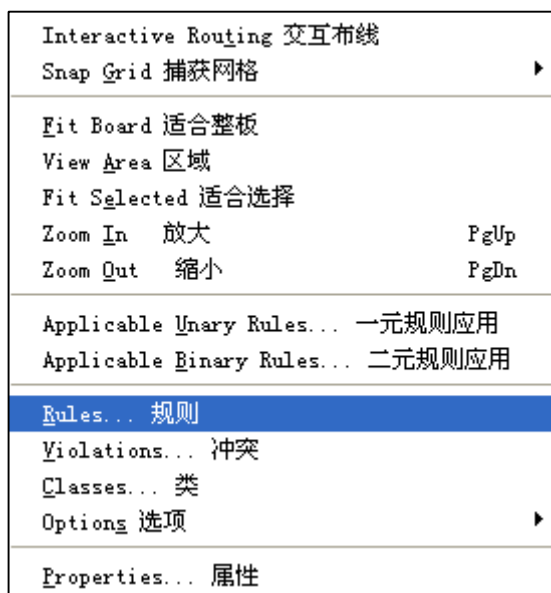 Interactive Routing 交互布线
Snap Grid 捕获网格
Fit Board 适合整板
View Area 区域
Fit Selected 适合选择
Zoom In 放大 PgUp
Zoom Out 缩小 PgDn
Applicable Unary Rules... 一元规则应用
Applicable Binary Rules... 二元规则应用
Rules... 规则
Violations... 冲突
Classes... 类
Options 选项
Properties... 属性